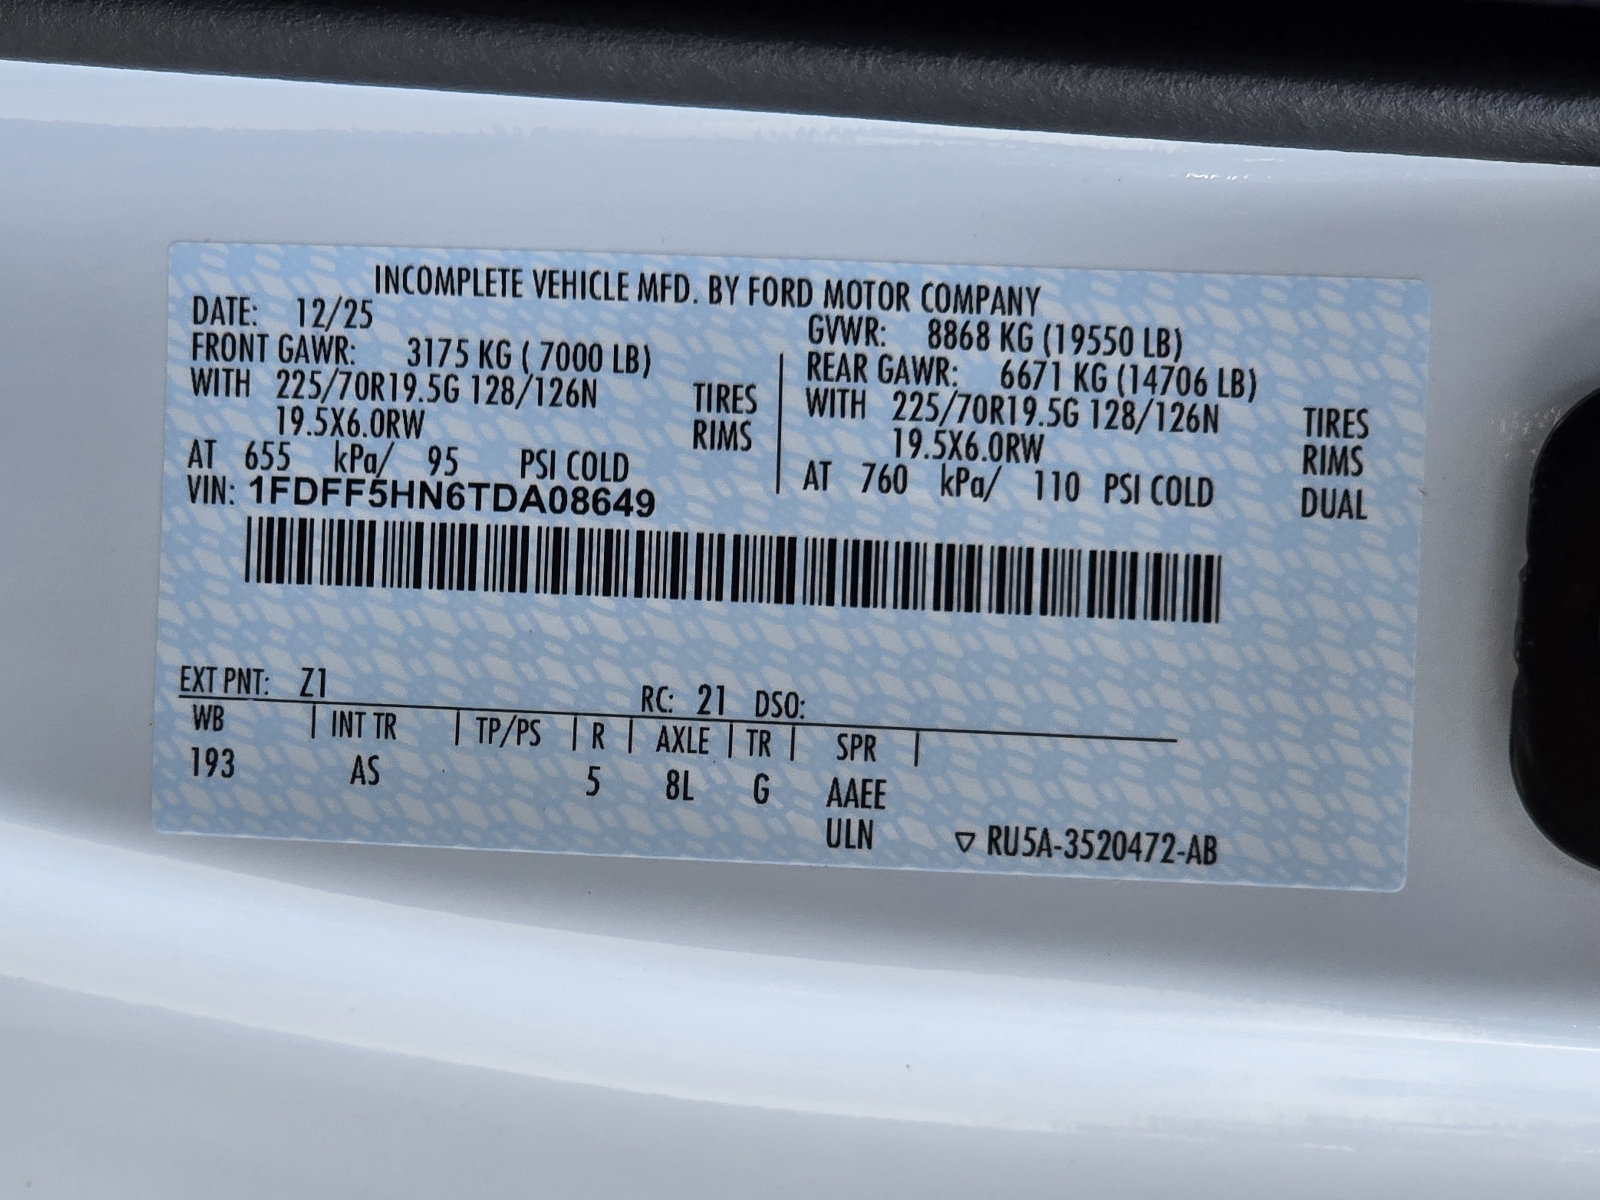 INCOMPLETE VEHICLE MFD. BY FORD MOTOR COMPANY
DATE: 12/25 GVWR: 8868 KG (19550 LB)
FRONT GAWR: 3175 KG ( 7000 LB) REAR GAWR: 6671 KG (14706 LB)
WITH 225/70R19.5G 128/126N TIRES WITH 225/70R19.5G 128/126N TIRES
19.5X6.0RW RIMS 19.5X6.0RW RIMS
AT 655 kPa/ 95 PSI COLD AT 760 kPa/ 110 PSI COLD DUAL
VIN: 1FDFF5HN6TDA08649
EXT PNT: Z1 RC: 21 DSO:
WB | INT TR | TP/PS | R | AXLE | TR | SPR |
193 AS 5 8L G AAEE
ULN ▽ RU5A-3520472-AB